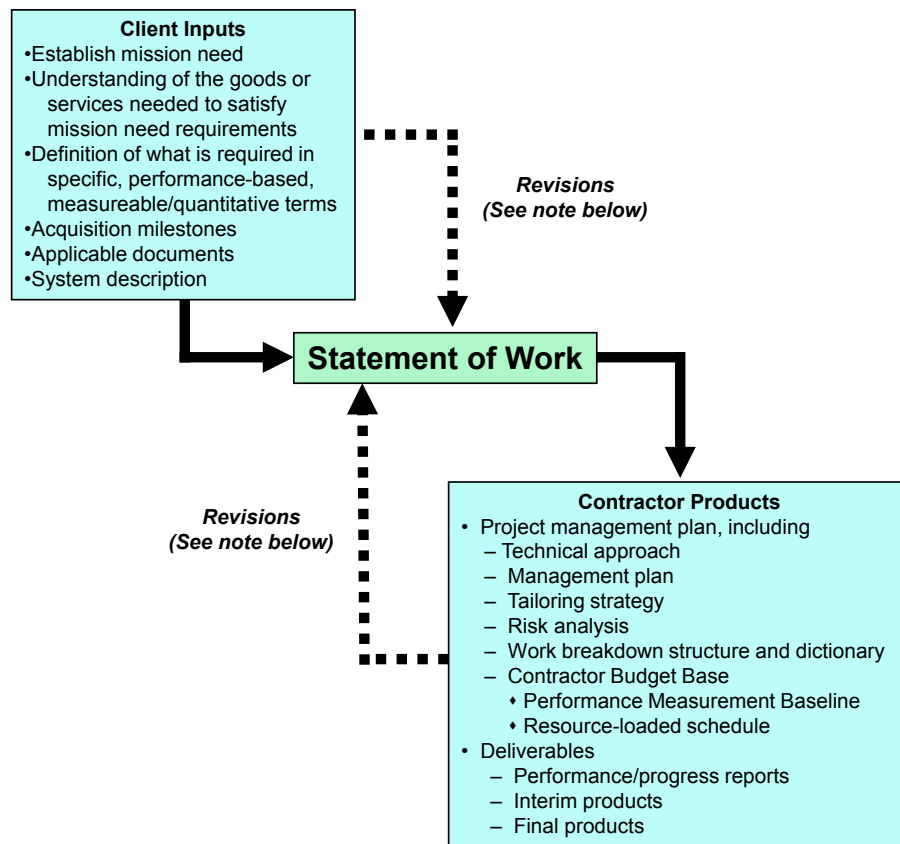 Client Inputs
•Establish mission need
•Understanding of the goods or
services needed to satisfy
mission need requirements
•Definition of what is required in
specific, performance-based,
measureable/quantitative terms
•Acquisition milestones
•Applicable documents
•System description
Revisions
(See note below)
Statement of Work
Revisions
(See note below)
Contractor Products
• Project management plan, including
– Technical approach
– Management plan
– Tailoring strategy
– Risk analysis
– Work breakdown structure and dictionary
– Contractor Budget Base
♦ Performance Measurement Baseline
♦ Resource-loaded schedule
• Deliverables
– Performance/progress reports
– Interim products
– Final products